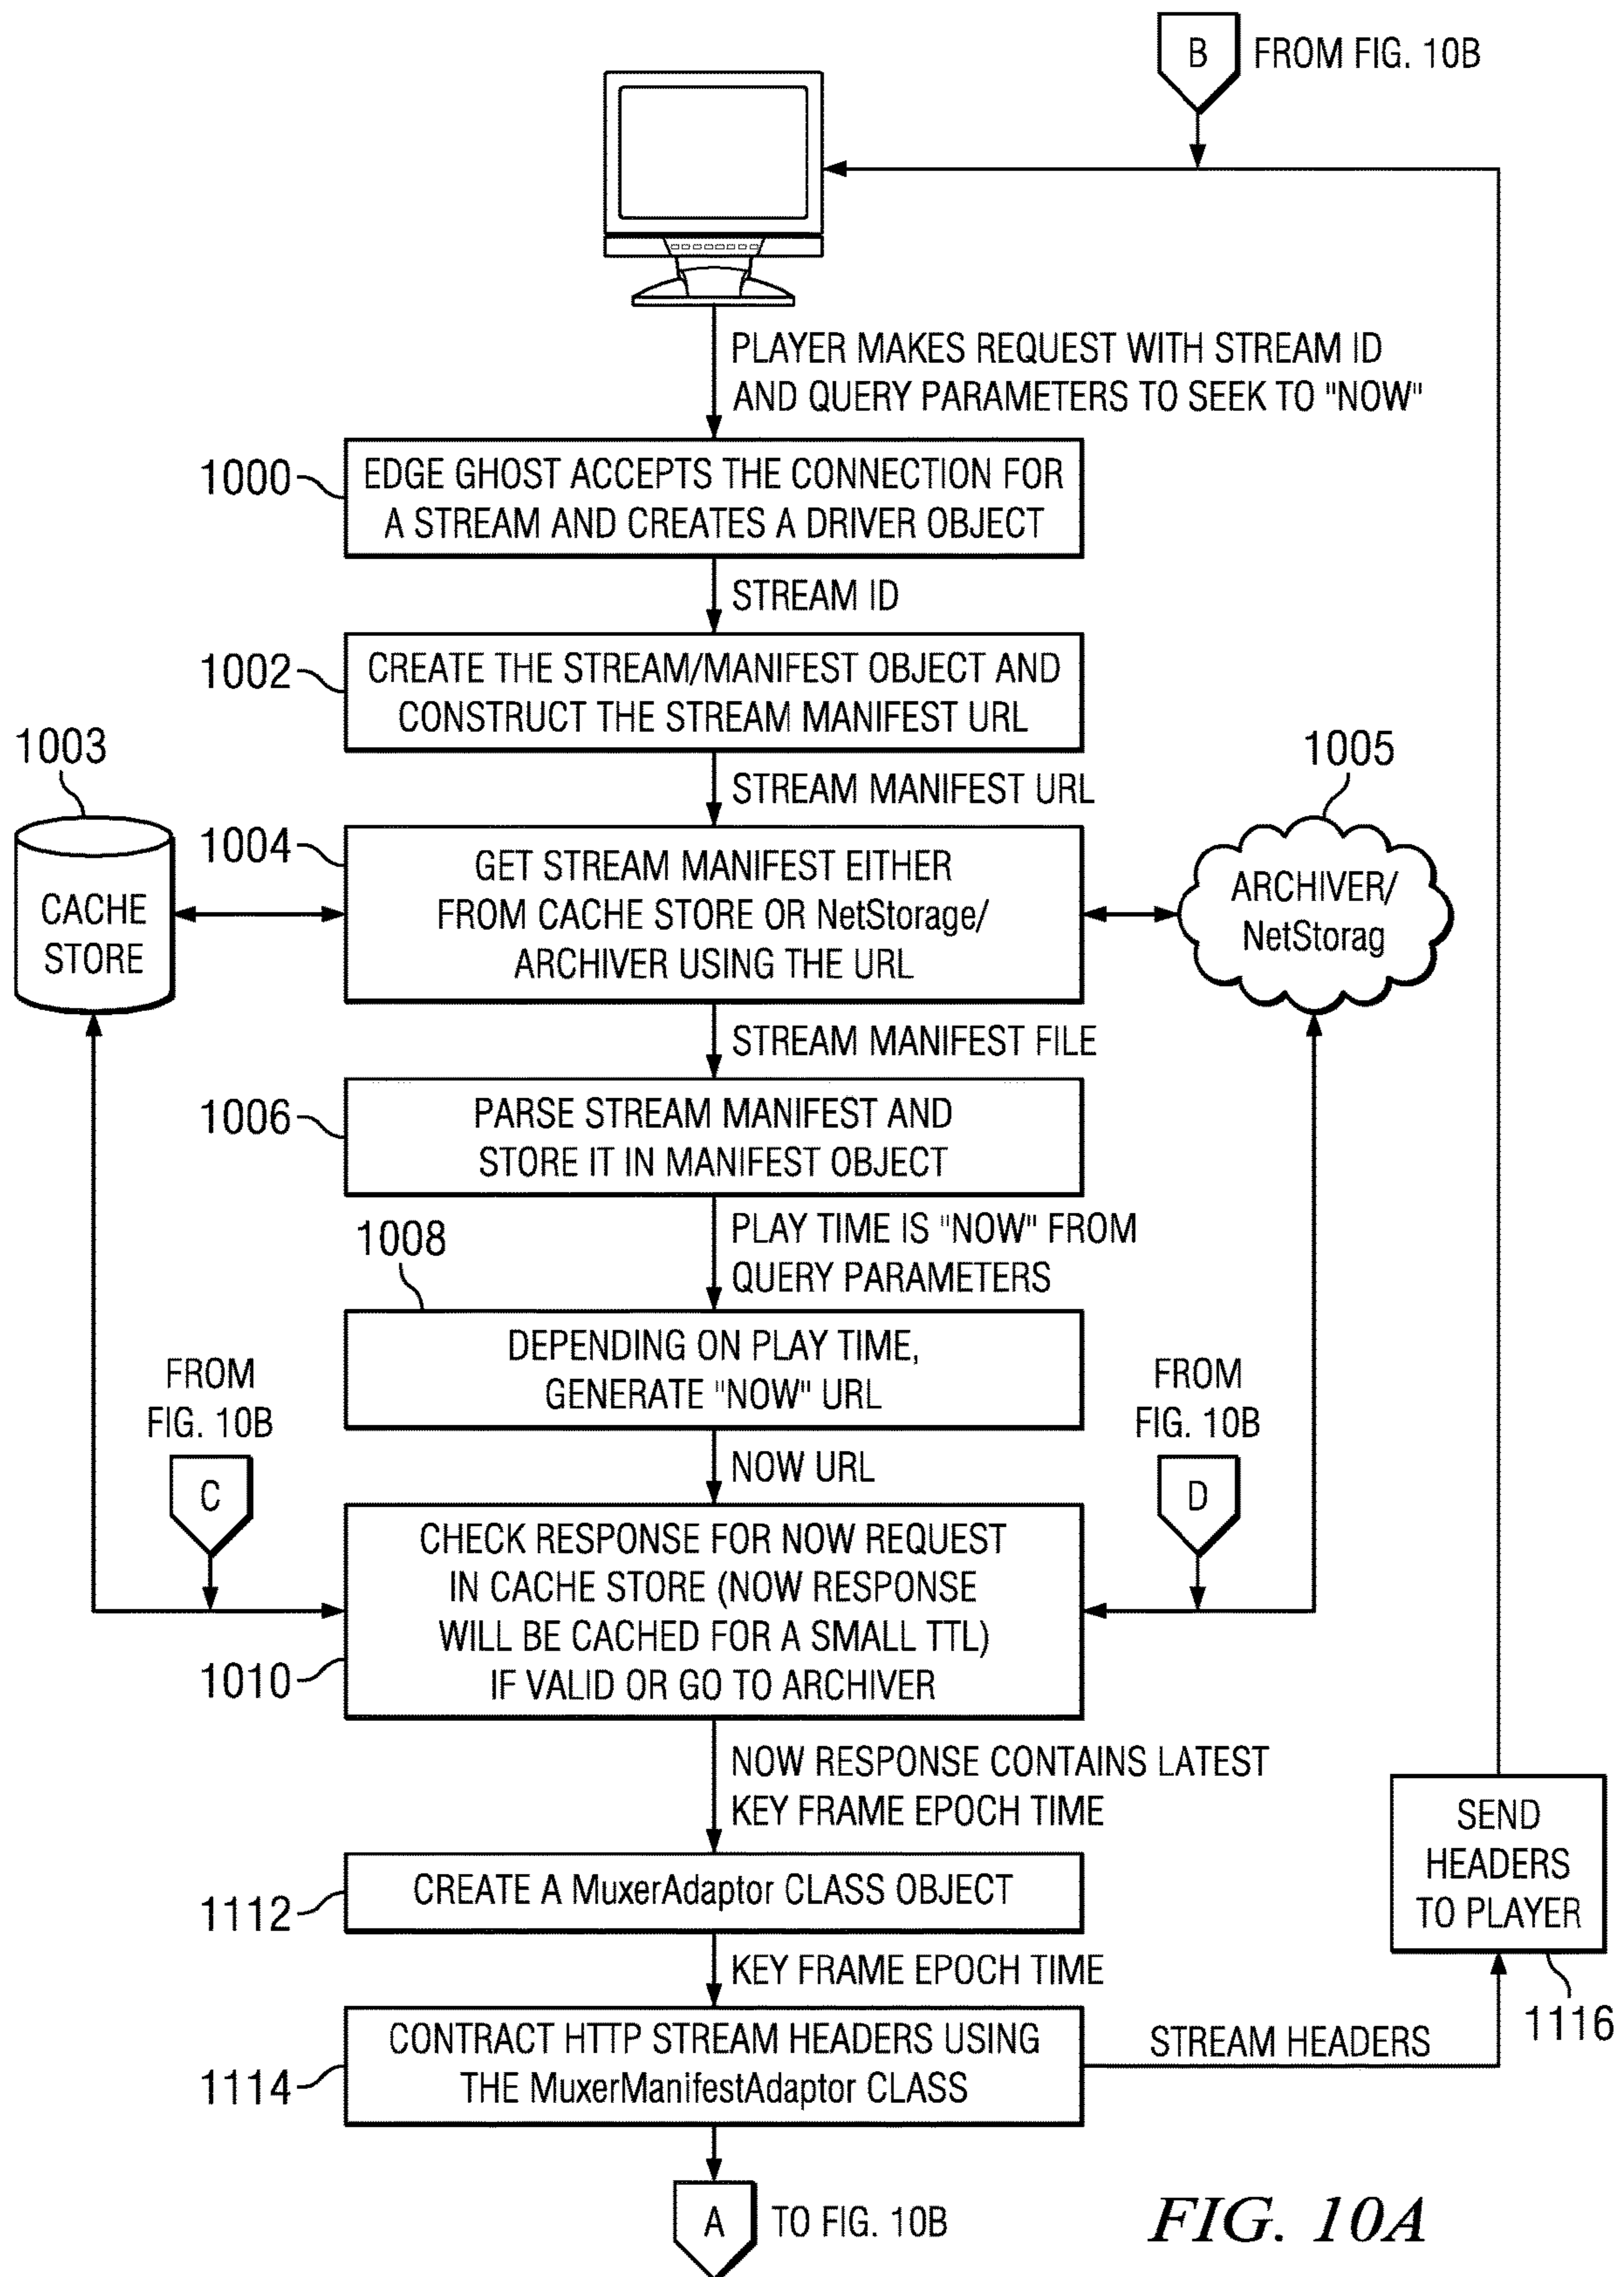 B
FROM FIG. 10B
PLAYER MAKES REQUEST WITH STREAM ID
AND QUERY PARAMETERS TO SEEK TO "NOW"
1000
EDGE GHOST ACCEPTS THE CONNECTION FOR
A STREAM AND CREATES A DRIVER OBJECT
STREAM ID
1002
CREATE THE STREAM/MANIFEST OBJECT AND
CONSTRUCT THE STREAM MANIFEST URL
1003
CACHE
STORE
STREAM MANIFEST URL
1005
ARCHIVER/
NetStorag
1004
GET STREAM MANIFEST EITHER
FROM CACHE STORE OR NetStorage/
ARCHIVER USING THE URL
STREAM MANIFEST FILE
1006
PARSE STREAM MANIFEST AND
STORE IT IN MANIFEST OBJECT
PLAY TIME IS "NOW" FROM
QUERY PARAMETERS
1008
DEPENDING ON PLAY TIME,
GENERATE "NOW" URL
FROM
FIG. 10B
C
NOW URL
FROM
FIG. 10B
D
1010
CHECK RESPONSE FOR NOW REQUEST
IN CACHE STORE (NOW RESPONSE
WILL BE CACHED FOR A SMALL TTL)
IF VALID OR GO TO ARCHIVER
NOW RESPONSE CONTAINS LATEST
KEY FRAME EPOCH TIME
1112
CREATE A MuxerAdaptor CLASS OBJECT
KEY FRAME EPOCH TIME
1114
CONTRACT HTTP STREAM HEADERS USING
THE MuxerManifestAdaptor CLASS
STREAM HEADERS
SEND
HEADERS
TO PLAYER
1116
A
TO FIG. 10B
FIG. 10A